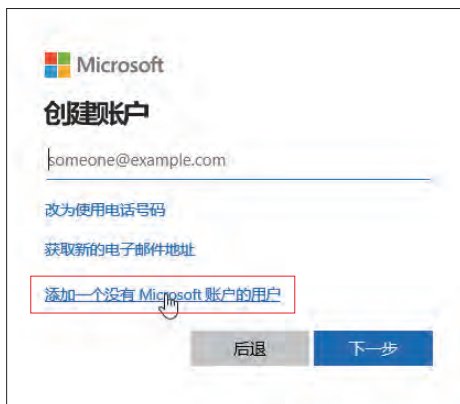 Microsoft
创建账户
someone@example.com
改为使用电话号码
获取新的电子邮件地址
添加一个没有 Microsoft 账户的用户
后退
下一步